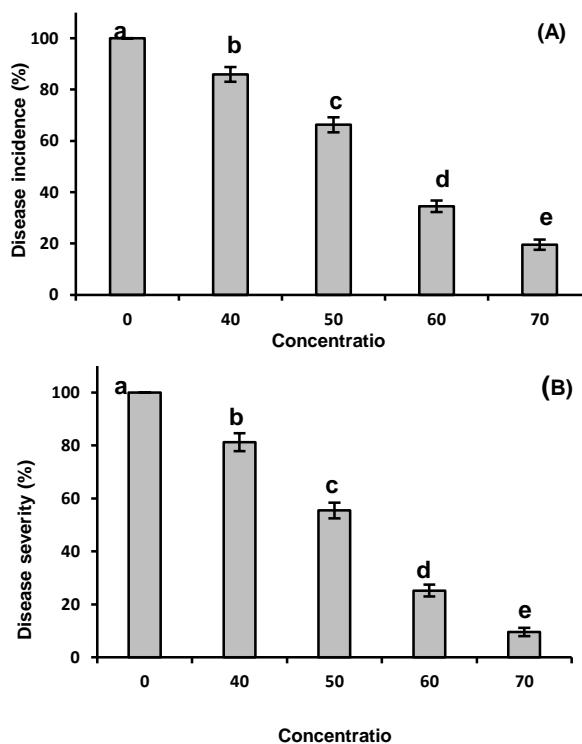 (A)
Disease incidence (%)
100
80
60
40
20
0
a
b
c
d
e
0 40 50 60 70
Concentratio
(B)
Disease severity (%)
100
80
60
40
20
0
a
b
c
d
e
0 40 50 60 70
Concentratio